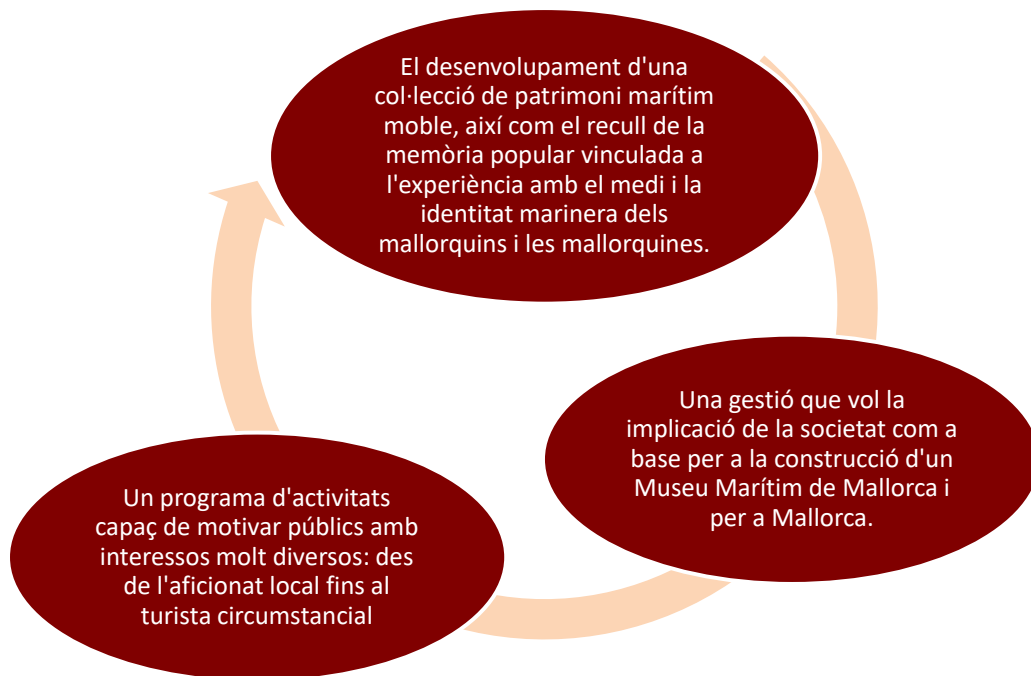 El desenvolupament d'una
col·lecció de patrimoni marítim
moble, així com el recull de la
memòria popular vinculada a
l'experiència amb el medi i la
identitat marinera dels
mallorquins i les mallorquines.
Una gestió que vol la
implicació de la societat com a
base per a la construcció d'un
Museu Marítim de Mallorca i
per a Mallorca.
Un programa d'activitats
capaç de motivar públics amb
interessos molt diversos: des
de l'aficionat local fins al
turista circumstancial